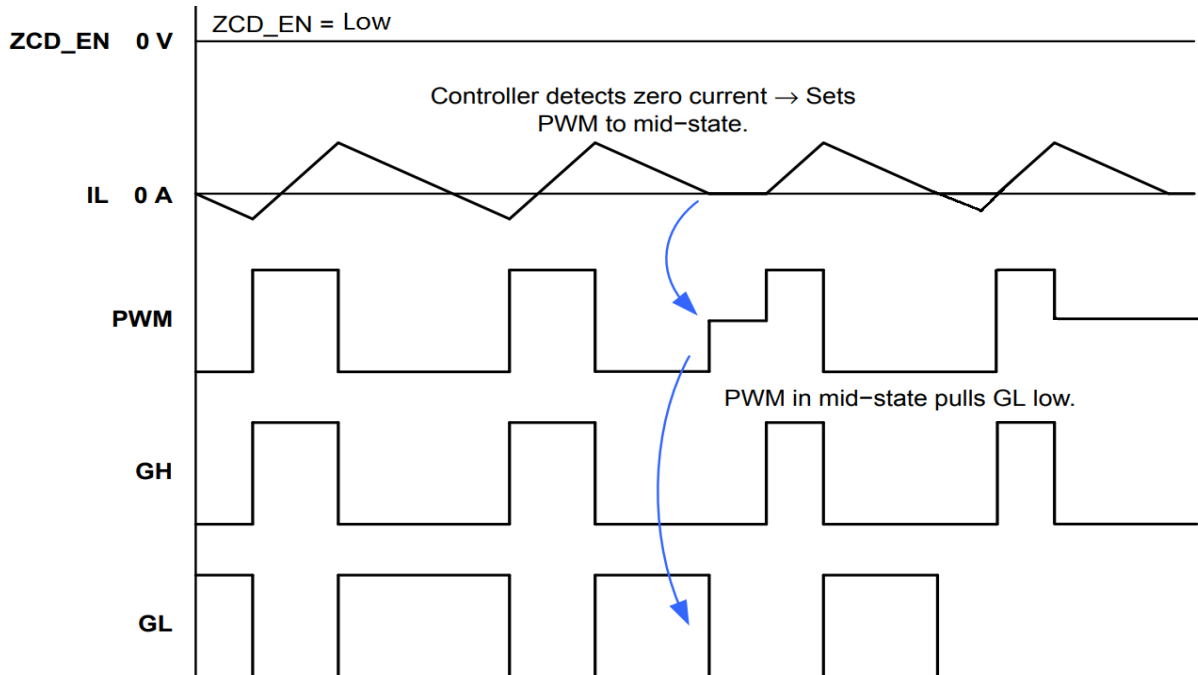 ZCD_EN = Low
ZCD_EN 0 V
Controller detects zero current → Sets
PWM to mid−state.
IL 0 A
PWM
PWM in mid−state pulls GL low.
GH
GL